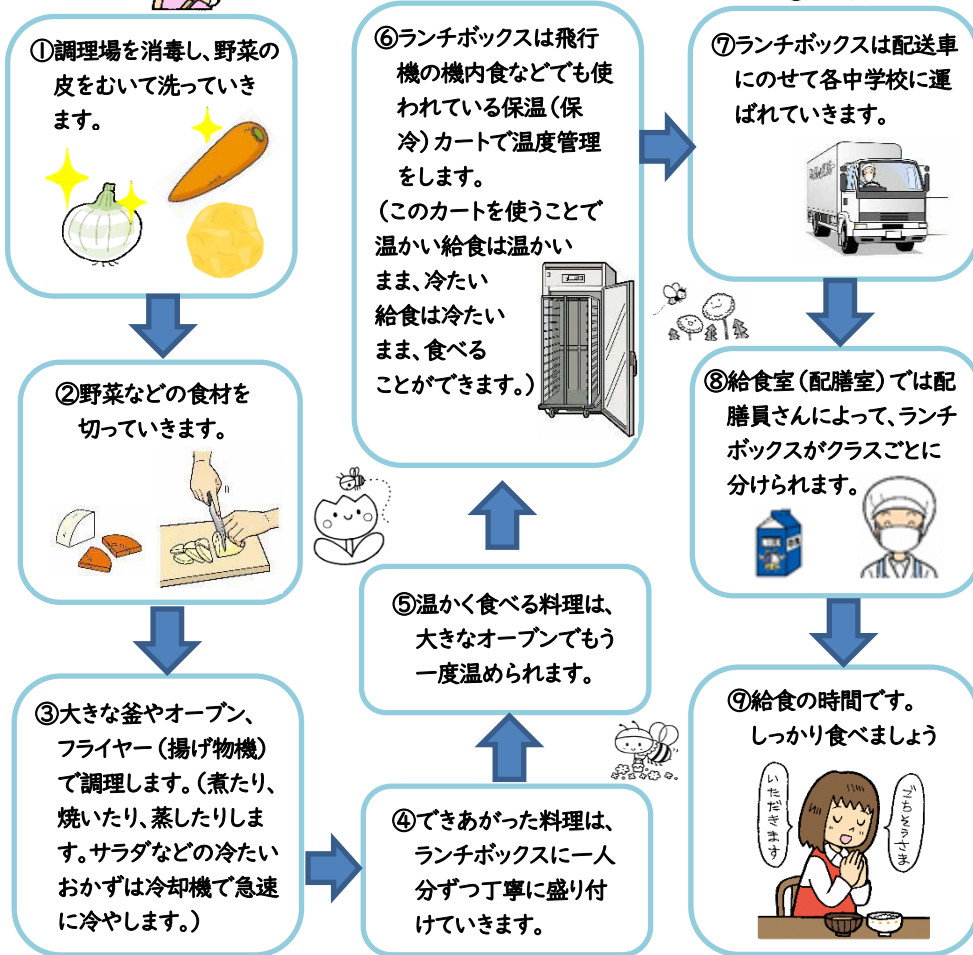 ①調理場を消毒し、野菜の
皮をむいて洗っていき
ます。
②野菜などの食材を
切っていきます。
③大きな釜やオーブン、
フライヤー（揚げ物機）
で調理します。（煮たり、
焼いたり、蒸したりしま
す。サラダなどの冷たい
おかずは冷却機で急速
に冷やします。）
④できあがった料理は、
ランチボックスに一人
分ずつ丁寧に盛り付
けていきます。
⑤温かく食べる料理は、
大きなオーブンでもう
一度温められます。
⑥ランチボックスは飛行
機の機内食などでも使
われている保温（保
冷）カートで温度管理
をします。
（このカートを使うことで
温かい給食は温かい
まま、冷たい
給食は冷たい
まま、食べる
ことができます。）
⑦ランチボックスは配送車
にのせて各中学校に運
ばれていきます。
⑧給食室（配膳室）では配
膳員さんによって、ランチ
ボックスがクラスごとに
分けられます。
⑨給食の時間です。
しっかり食べましょう
いただきます
ごちそうさま